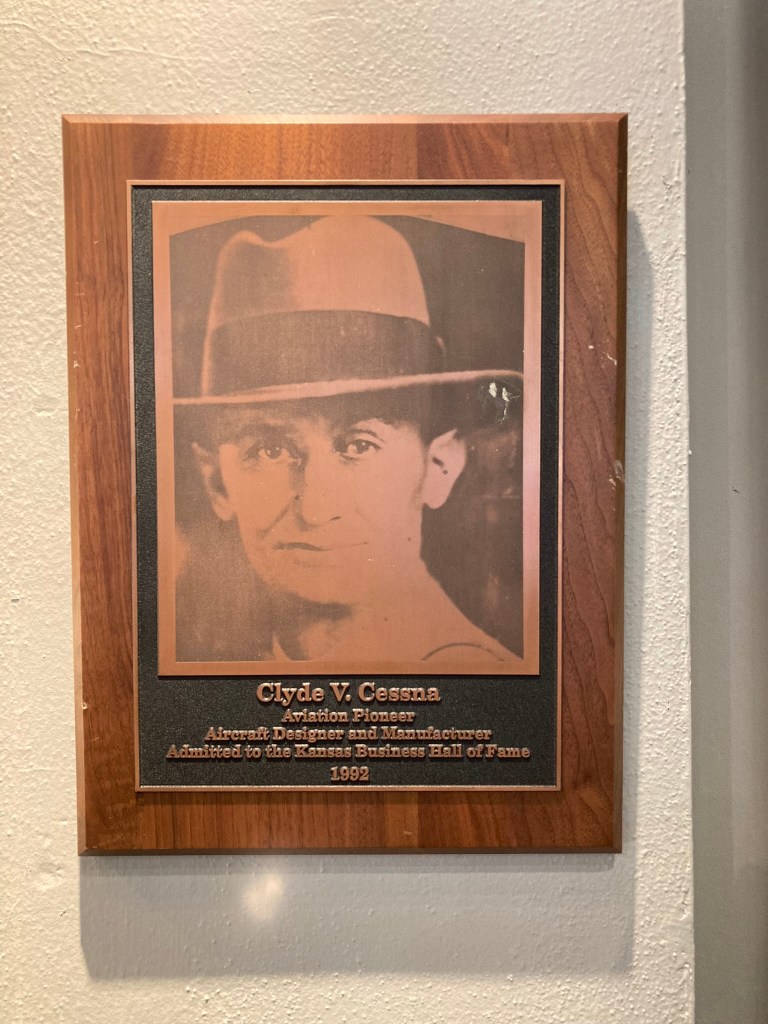 Clyde V. Cessna
Aviation Pioneer
Aircraft Designer and Manufacturer
Admitted to the Kansas Business Hall of Fame
1992